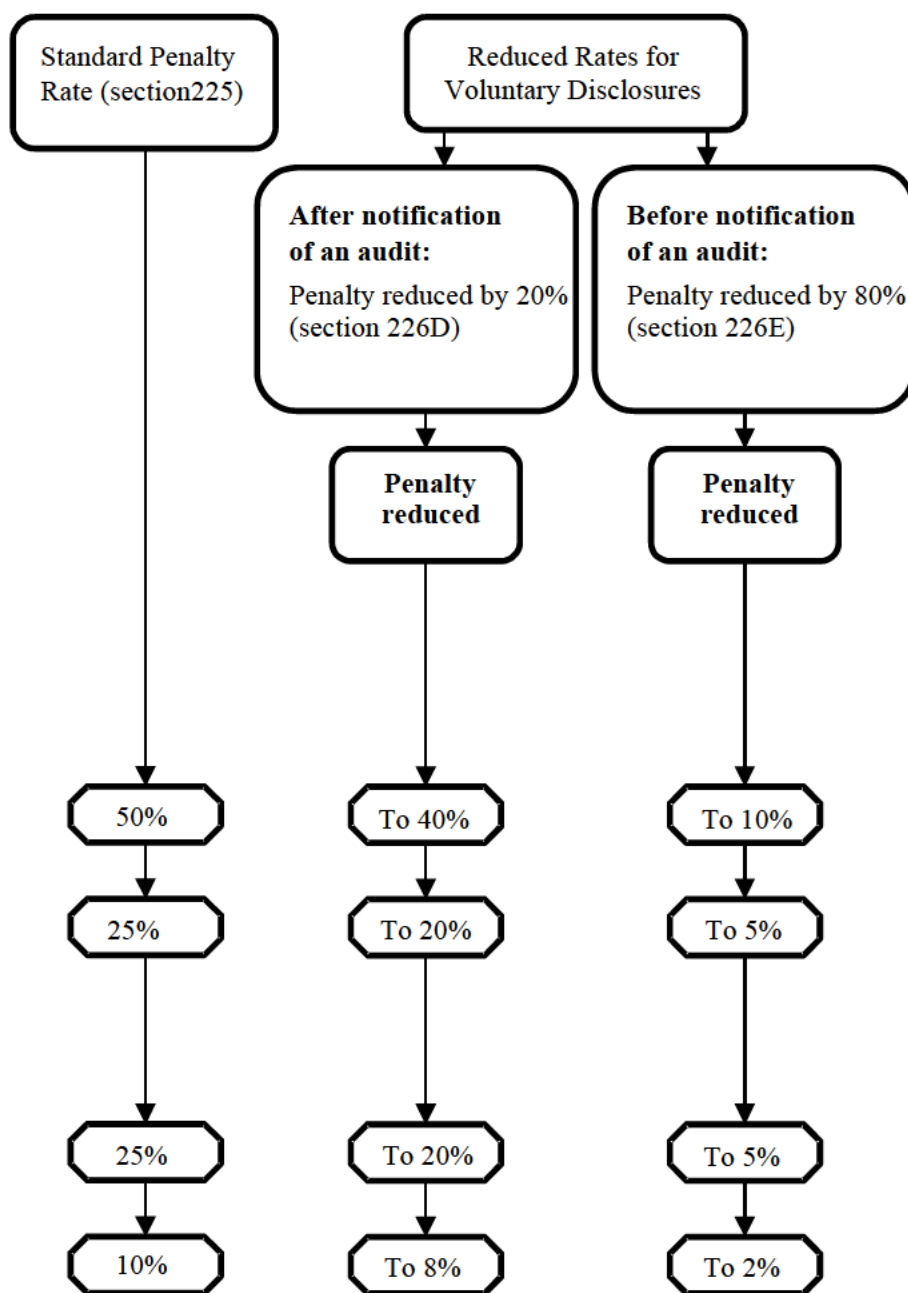 Standard Penalty
Rate (section225)
Reduced Rates for
Voluntary Disclosures
After notification
of an audit:
Penalty reduced by 20%
(section 226D)
Before notification
of an audit:
Penalty reduced by 80%
(section 226E)
Penalty
reduced
Penalty
reduced
50%
To 40%
To 10%
25%
To 20%
To 5%
25%
To 20%
To 5%
10%
To 8%
To 2%